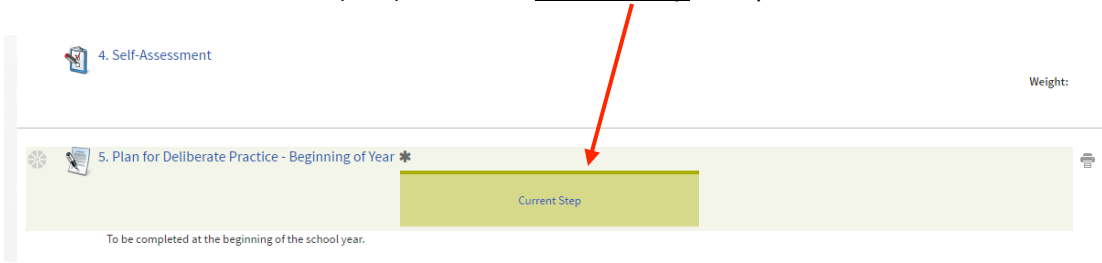 4. Self-Assessment
Weight:
5. Plan for Deliberate Practice - Beginning of Year ✱
Current Step
To be completed at the beginning of the school year.